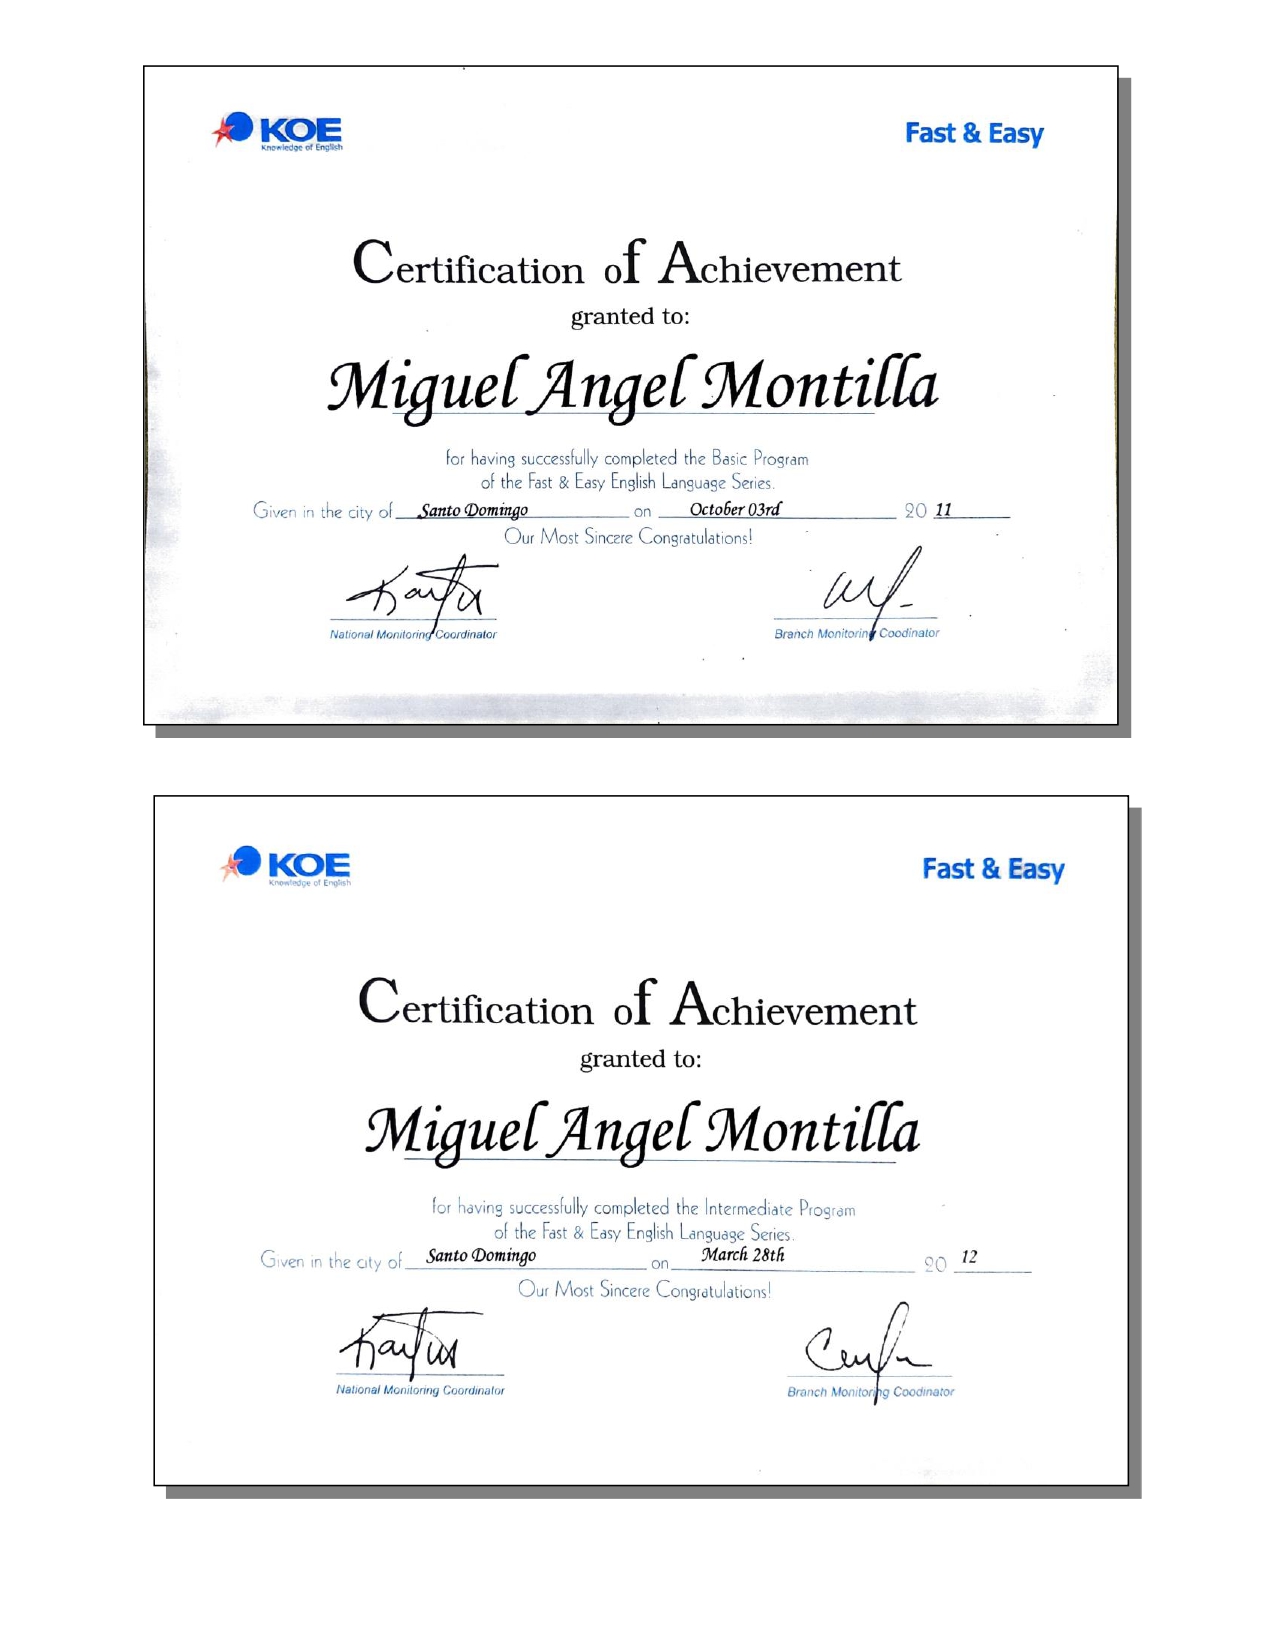 KOE
Knowledge of English
Fast & Easy
Certification of Achievement
granted to:
Miguel Angel Montilla
for having successfully completed the Basic Program
of the Fast & Easy English Language Series.
Given in the city of Santo Domingo on October 03rd 20 11
Our Most Sincere Congratulations!
National Monitoring Coordinator
Branch Monitoring Coodinator
KOE
Knowledge of English
Fast & Easy
Certification of Achievement
granted to:
Miguel Angel Montilla
for having successfully completed the Intermediate Program
of the Fast & Easy English Language Series.
Given in the city of Santo Domingo on March 28th 20 12
Our Most Sincere Congratulations!
National Monitoring Coordinator
Branch Monitoring Coodinator